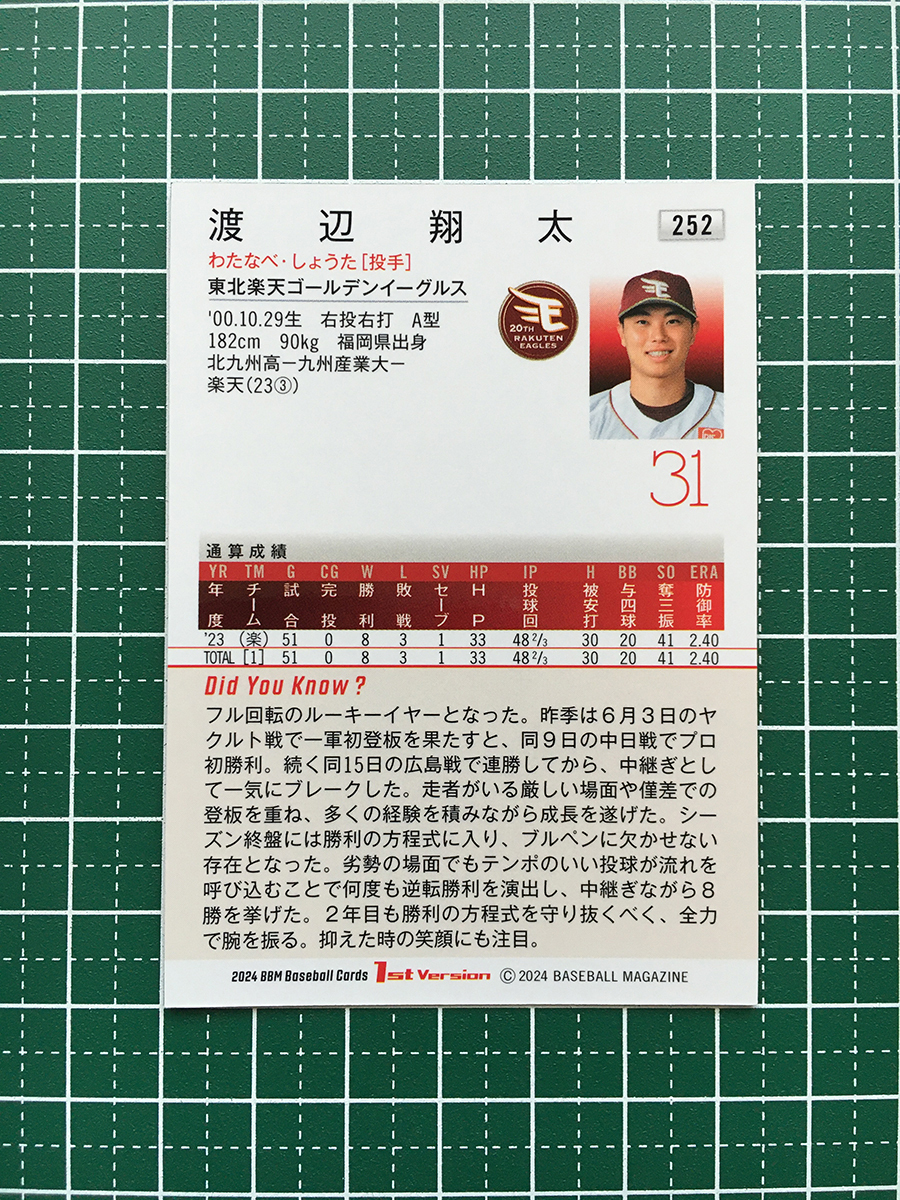 渡辺翔太
252
わたなべ・しょうた[投手]
東北楽天ゴールデンイーグルス
'00.10.29生 右投右打 A型
182cm 90kg 福岡県出身
北九州高ー九州産業大ー
楽天(23③)
E
20TH
RAKUTEN
EAGLES
31
通算成績
YR TM G CG W L SV HP IP H BB SO ERA
年度 チーム 試合 完投 勝利 敗戦 セーブ HP 投球回 被安打 与四球 奪三振 防御率
'23 (楽) 51 0 8 3 1 33 48 2/3 30 20 41 2.40
TOTAL [1] 51 0 8 3 1 33 48 2/3 30 20 41 2.40
Did You Know?
フル回転のルーキーイヤーとなった。昨季は6月3日のヤ
クルト戦で一軍初登板を果たすと、同9日の中日戦でプロ
初勝利。続く同15日の広島戦で連勝してから、中継ぎとし
て一気にブレークした。走者がいる厳しい場面や僅差での
登板を重ね、多くの経験を積みながら成長を遂げた。シー
ズン終盤には勝利の方程式に入り、ブルペンに欠かせない
存在となった。劣勢の場面でもテンポのいい投球が流れを
呼び込むことで何度も逆転勝利を演出し、中継ぎながら8
勝を挙げた。2年目も勝利の方程式を守り抜くべく、全力
で腕を振る。抑えた時の笑顔にも注目。
2024 BBM Baseball Cards 1st Version © 2024 BASEBALL MAGAZINE